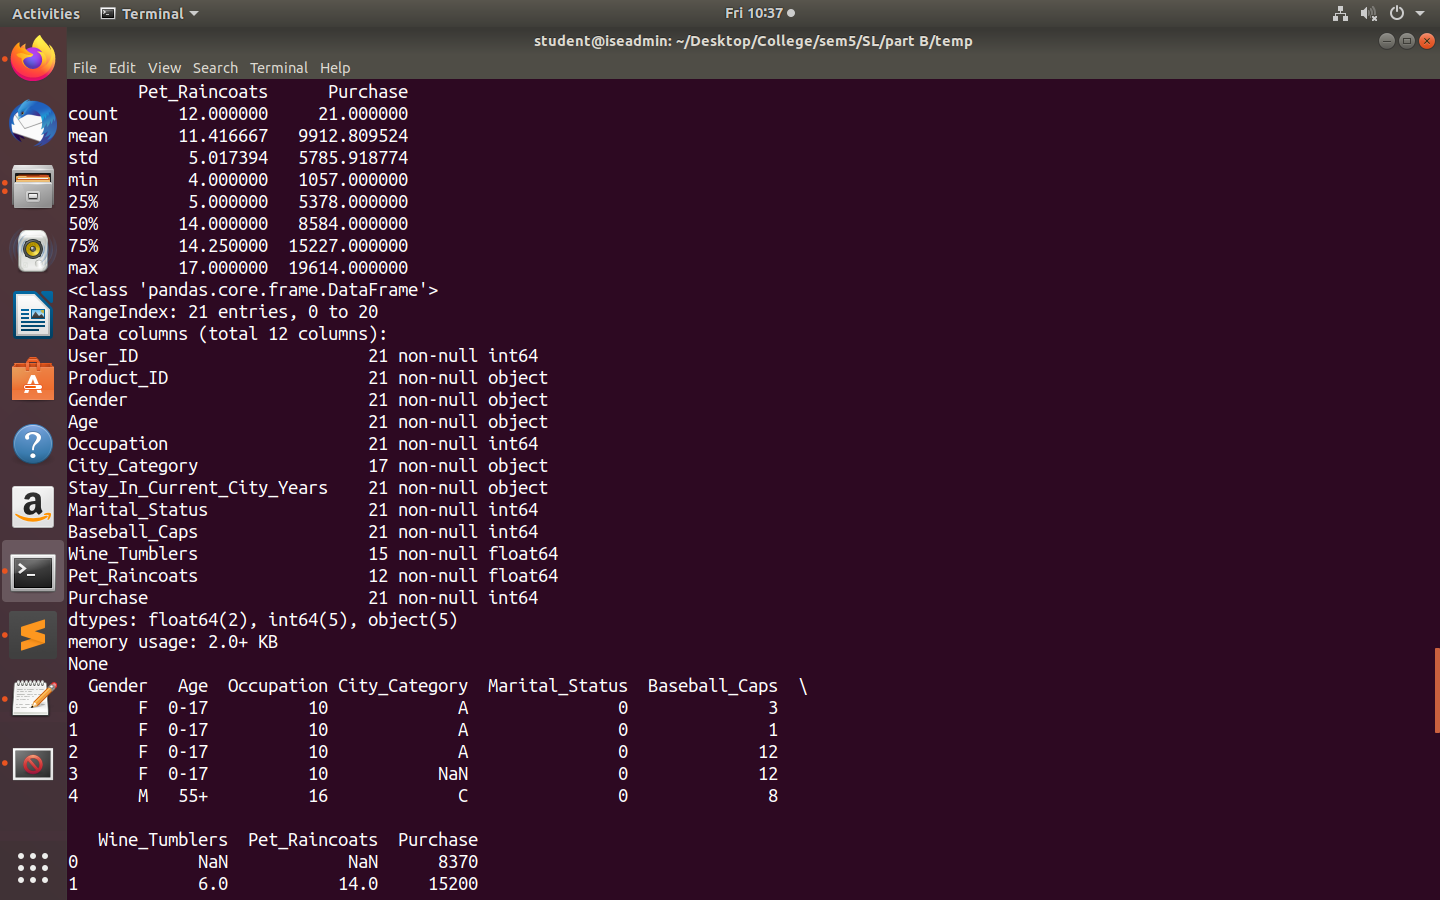 Activities Terminal Fri 10:37
student@iseadmin: ~/Desktop/College/sem5/SL/part B/temp
File Edit View Search Terminal Help
       Pet_Raincoats      Purchase
count      12.000000     21.000000
mean       11.416667   9912.809524
std         5.017394   5785.918774
min         4.000000   1057.000000
25%         5.000000   5378.000000
50%        14.000000   8584.000000
75%        14.250000  15227.000000
max        17.000000  19614.000000
<class 'pandas.core.frame.DataFrame'>
RangeIndex: 21 entries, 0 to 20
Data columns (total 12 columns):
User_ID                       21 non-null int64
Product_ID                    21 non-null object
Gender                        21 non-null object
Age                           21 non-null object
Occupation                    21 non-null int64
City_Category                 17 non-null object
Stay_In_Current_City_Years    21 non-null object
Marital_Status                21 non-null int64
Baseball_Caps                 21 non-null int64
Wine_Tumblers                 15 non-null float64
Pet_Raincoats                 12 non-null float64
Purchase                      21 non-null int64
dtypes: float64(2), int64(5), object(5)
memory usage: 2.0+ KB
None
  Gender   Age  Occupation City_Category  Marital_Status  Baseball_Caps  \
0      F  0-17          10             A               0              3
1      F  0-17          10             A               0              1
2      F  0-17          10             A               0             12
3      F  0-17          10           NaN               0             12
4      M   55+          16             C               0              8
   Wine_Tumblers  Pet_Raincoats  Purchase
0            NaN            NaN      8370
1            6.0           14.0     15200